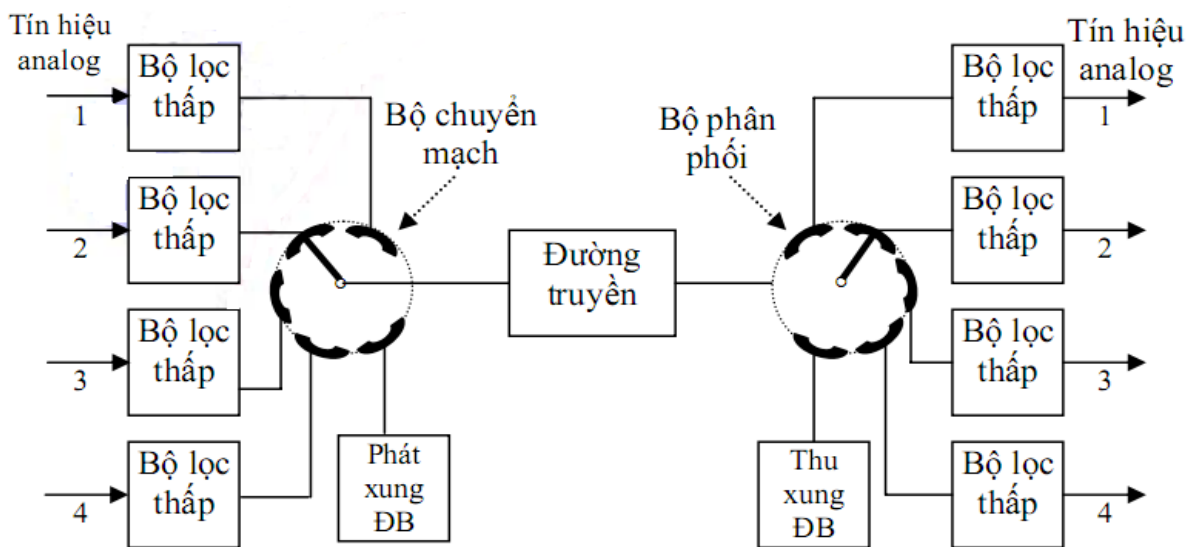 Tín hiệu
analog
Bộ lọc
thấp
1
Bộ lọc
thấp
2
Bộ lọc
thấp
3
Bộ lọc
thấp
4
Bộ chuyển
mạch
Phát
xung
ĐB
Đường
truyền
Bộ phân
phối
Thu
xung
ĐB
Tín hiệu
analog
Bộ lọc
thấp
1
Bộ lọc
thấp
2
Bộ lọc
thấp
3
Bộ lọc
thấp
4